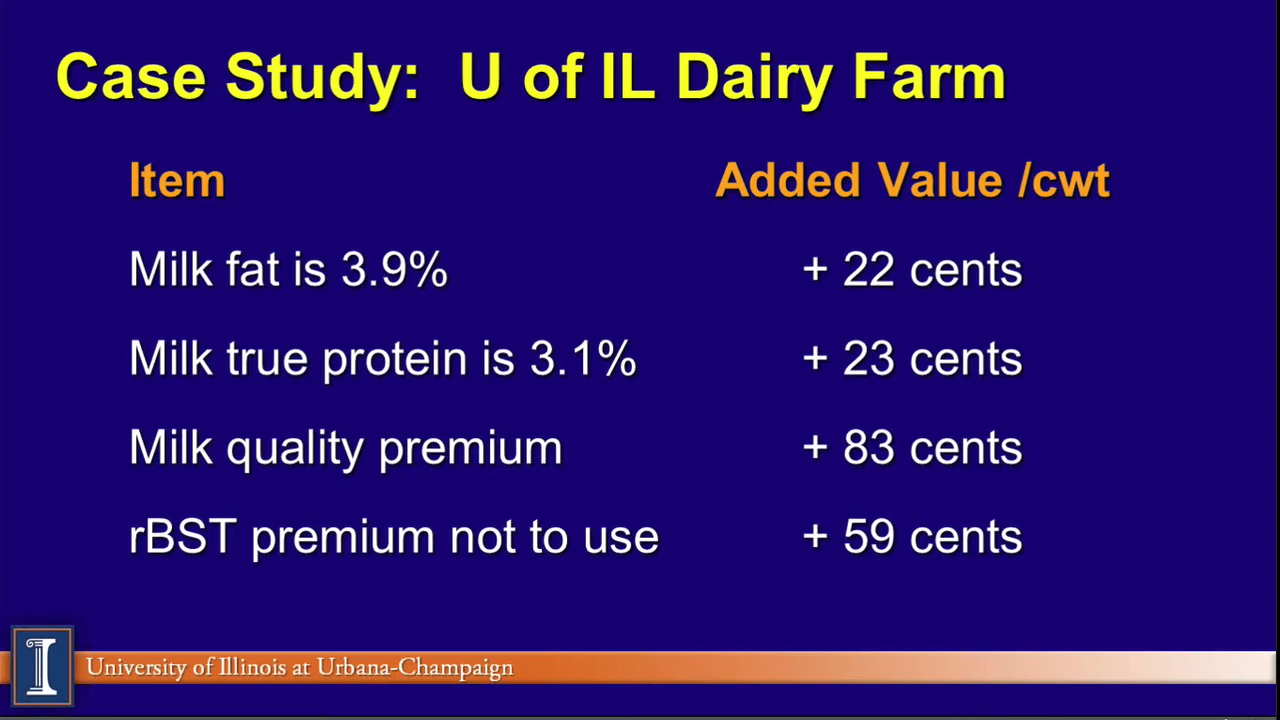 Case Study: U of IL Dairy Farm
Item Added Value /cwt
Milk fat is 3.9% + 22 cents
Milk true protein is 3.1% + 23 cents
Milk quality premium + 83 cents
rBST premium not to use + 59 cents
I University of Illinois at Urbana-Champaign